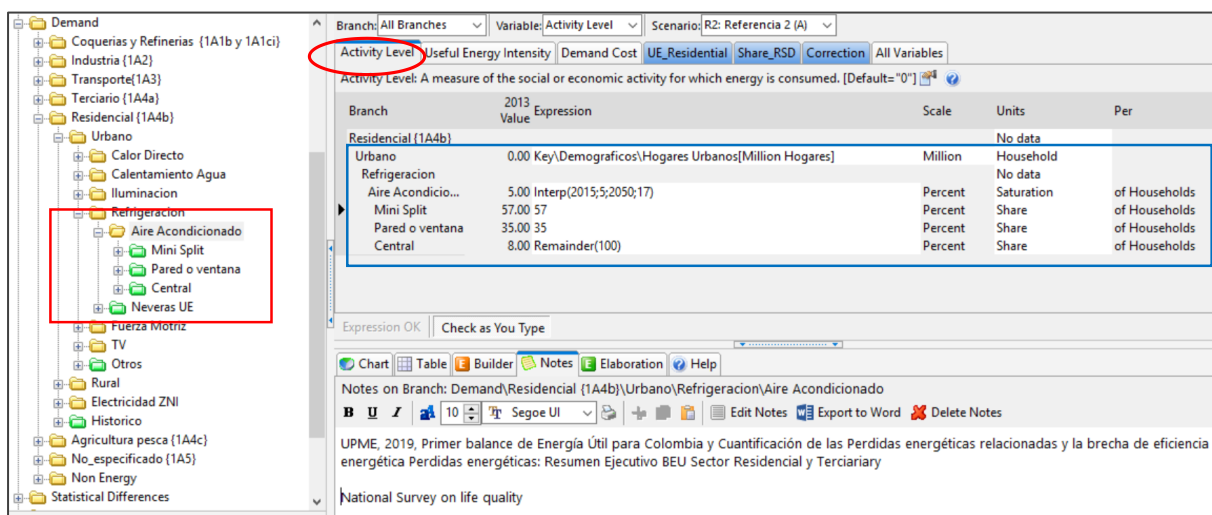 Demand
Coquerias y Refinerias {1A1b y 1A1ci}
Industria {1A2}
Transporte{1A3}
Terciario {1A4a}
Residencial {1A4b}
Urbano
Calor Directo
Calentamiento Agua
Iluminacion
Refrigeracion
Aire Acondicionado
Mini Split
Pared o ventana
Central
Neveras UE
Fuerza Motriz
TV
Otros
Rural
Electricidad ZNI
Historico
Agricultura pesca {1A4c}
No_especificado {1A5}
Non Energy
Statistical Differences
Branch: All Branches Variable: Activity Level Scenario: R2: Referencia 2 (A)
Activity Level Useful Energy Intensity Demand Cost UE_Residential Share_RSD Correction All Variables
Activity Level: A measure of the social or economic activity for which energy is consumed. [Default="0"]
Branch 2013 Value Expression Scale Units Per
Residencial {1A4b} No data
Urbano 0.00 Key\Demograficos\Hogares Urbanos[Million Hogares] Million Household
Refrigeracion No data
Aire Acondicio... 5.00 Interp(2015;5;2050;17) Percent Saturation of Households
Mini Split 57.00 57 Percent Share of Households
Pared o ventana 35.00 35 Percent Share of Households
Central 8.00 Remainder(100) Percent Share of Households
Expression OK Check as You Type
Chart Table Builder Notes Elaboration Help
Notes on Branch: Demand\Residencial {1A4b}\Urbano\Refrigeracion\Aire Acondicionado
B U I 10 Segoe UI Edit Notes Export to Word Delete Notes
UPME, 2019, Primer balance de Energía Útil para Colombia y Cuantificación de las Perdidas energéticas relacionadas y la brecha de eficiencia
energética Perdidas energéticas: Resumen Ejecutivo BEU Sector Residencial y Terciariary
National Survey on life quality